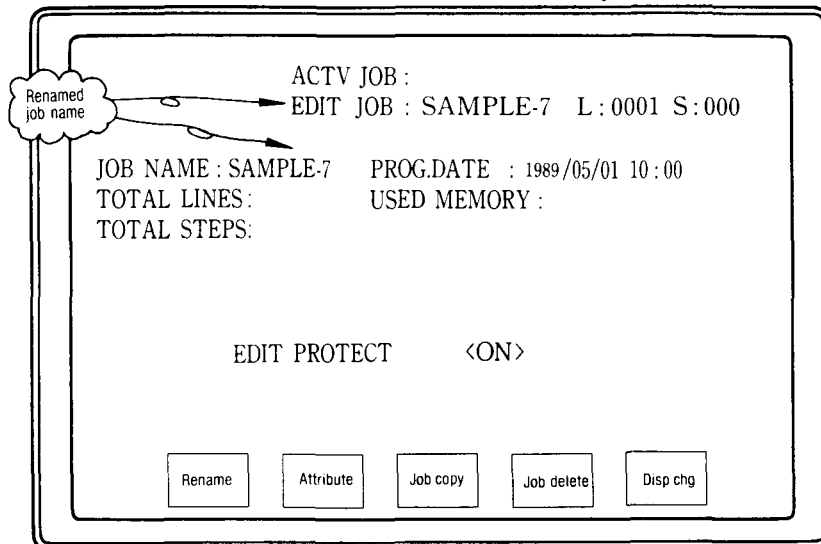 ACTV JOB :
Renamed
job name
EDIT JOB : SAMPLE-7 L : 0001 S : 000
JOB NAME : SAMPLE-7 PROG.DATE : 1989/05/01 10 : 00
TOTAL LINES : USED MEMORY :
TOTAL STEPS:
EDIT PROTECT <ON>
Rename Attribute Job copy Job delete Disp chg